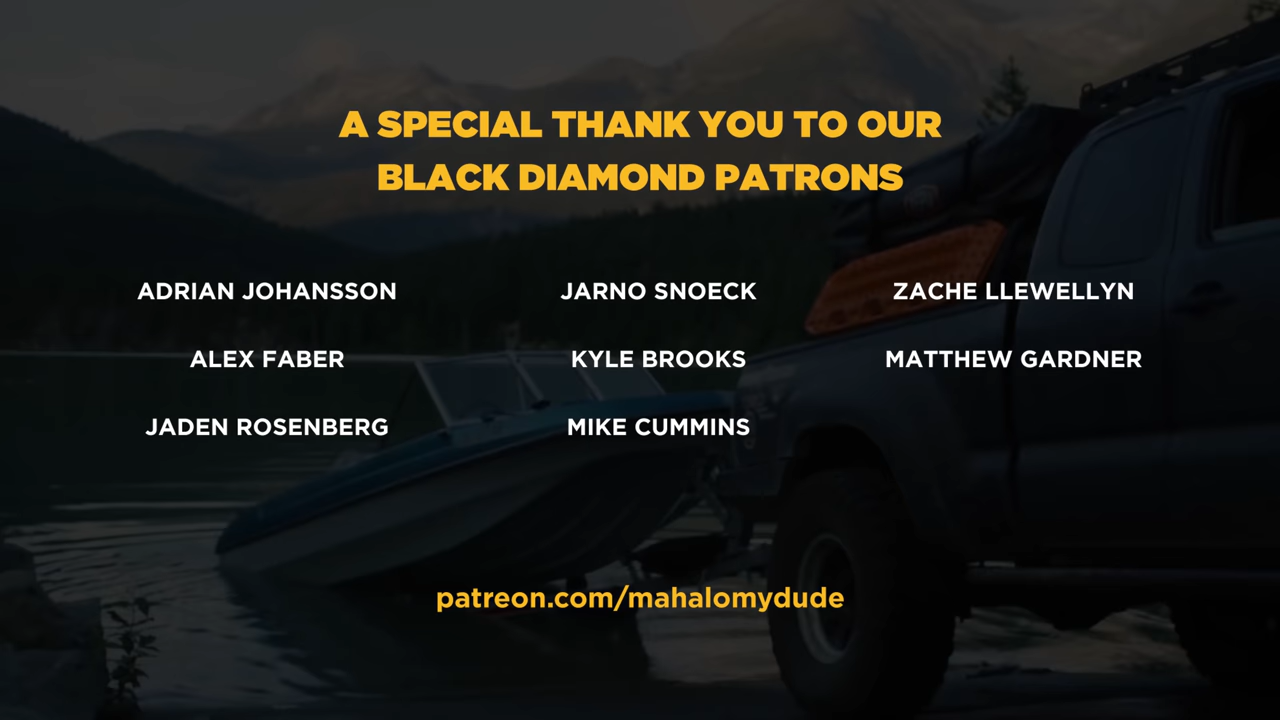 A SPECIAL THANK YOU TO OUR
BLACK DIAMOND PATRONS
ADRIAN JOHANSSON
JARNO SNOECK
ZACHE LLEWELLYN
ALEX FABER
KYLE BROOKS
MATTHEW GARDNER
JADEN ROSENBERG
MIKE CUMMINS
patreon.com/mahalomydude